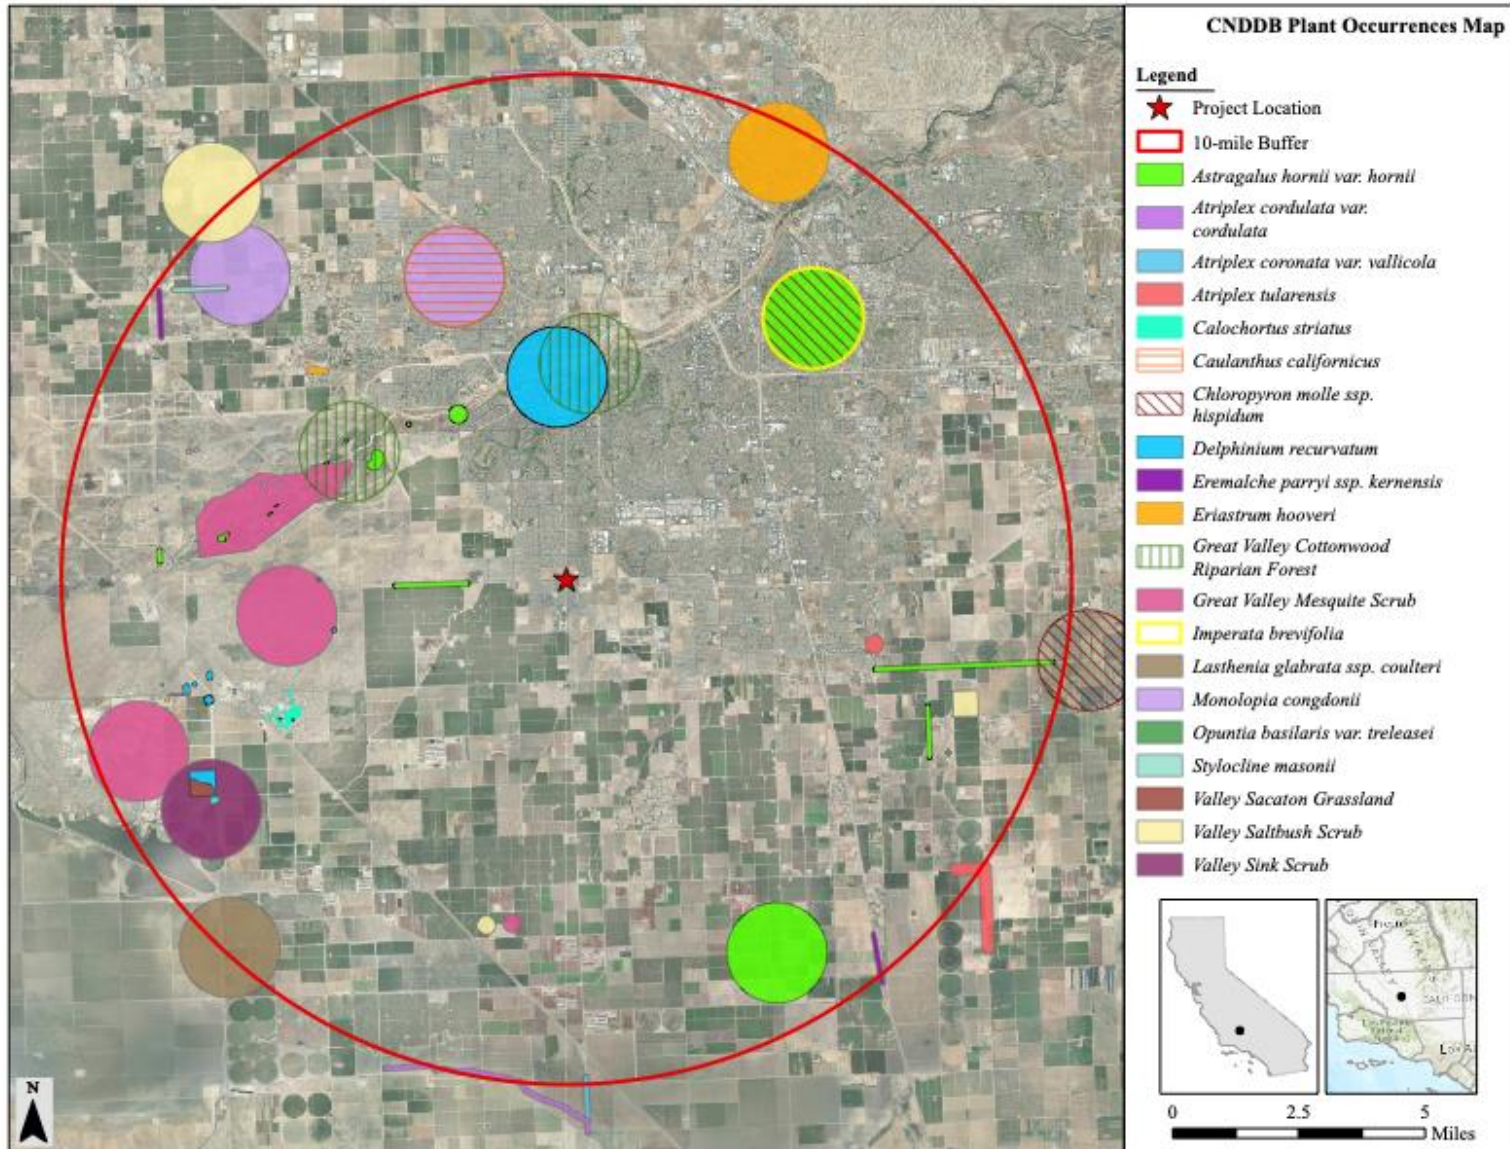 CNDDB Plant Occurrences Map
Legend
Project Location
10-mile Buffer
Astragalus hornii var. hornii
Atriplex cordulata var.
cordulata
Atriplex coronata var. vallicola
Atriplex tularensis
Calochortus striatus
Caulanthus californicus
Chloropyron molle ssp.
hispidum
Delphinium recurvatum
Eremalche parryi ssp. kernensis
Eriastrum hooveri
Great Valley Cottonwood
Riparian Forest
Great Valley Mesquite Scrub
Imperata brevifolia
Lasthenia glabrata ssp. coulteri
Monolopia congdonii
Opuntia basilaris var. treleasei
Stylocline masonii
Valley Sacaton Grassland
Valley Saltbush Scrub
Valley Sink Scrub
N
0 2.5 5
Miles